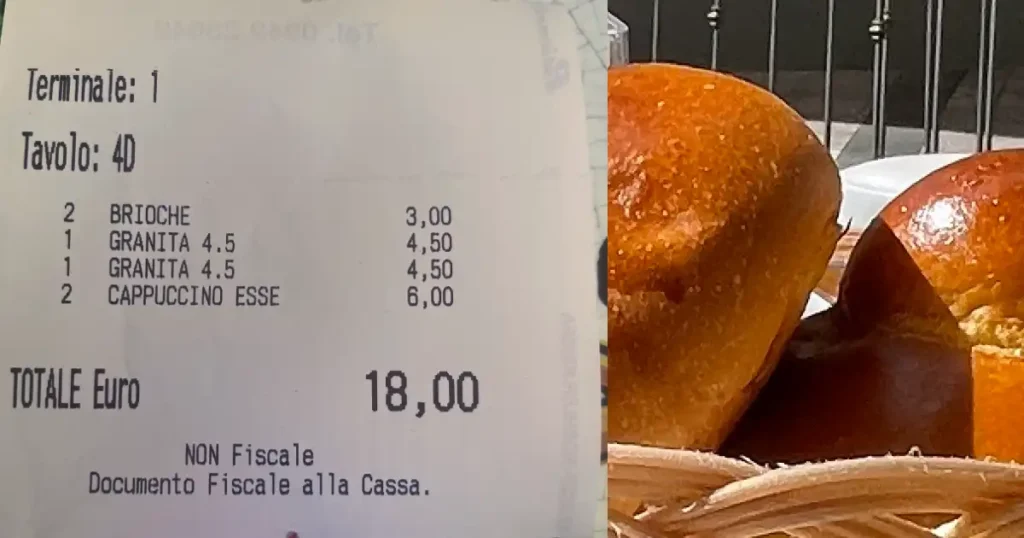 Terminale: 1
Tavolo: 4D
2 BRIOCHE 3,00
1 GRANITA 4.5 4,50
1 GRANITA 4.5 4,50
2 CAPPUCCINO ESSE 6,00
TOTALE Euro 18,00
NON Fiscale
Documento Fiscale alla Cassa.